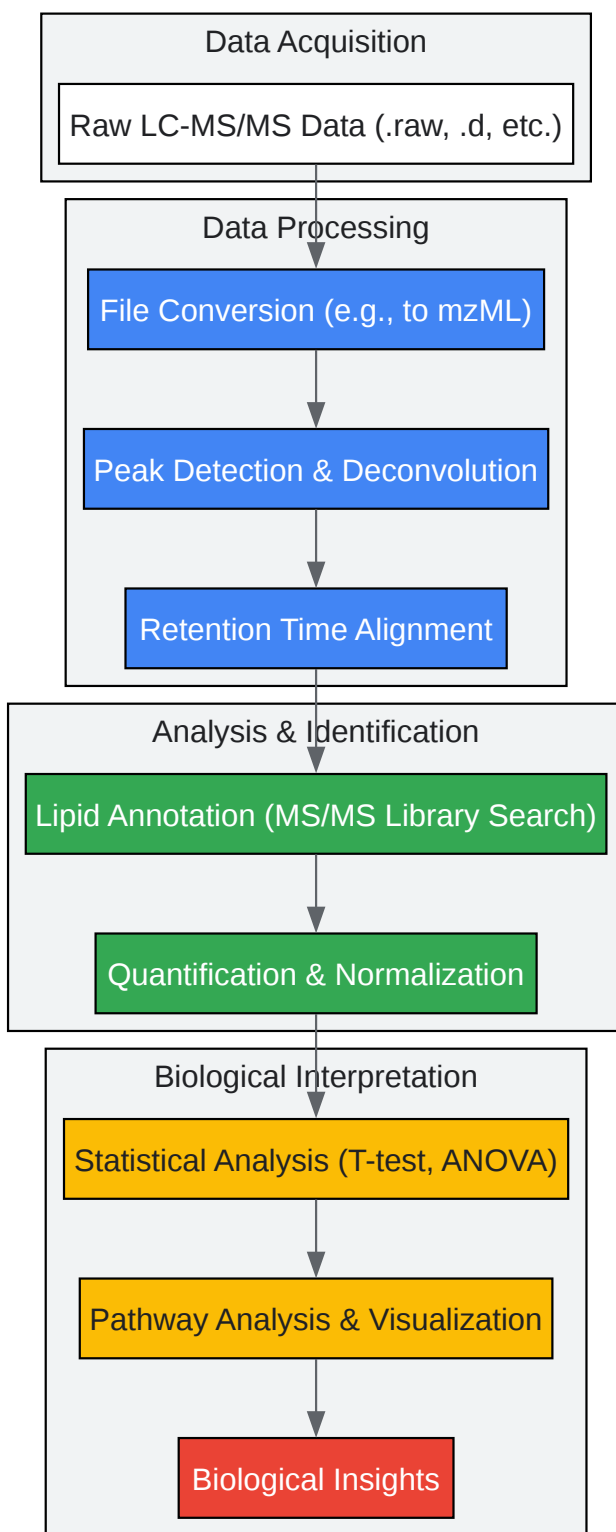 Data Acquisition
Raw LC-MS/MS Data (.raw, .d, etc.)
Data Processing
File Conversion (e.g., to mzML)
Peak Detection & Deconvolution
Retention Time Alignment
Analysis & Identification
Lipid Annotation (MS/MS Library Search)
Quantification & Normalization
Biological Interpretation
Statistical Analysis (T-test, ANOVA)
Pathway Analysis & Visualization
Biological Insights